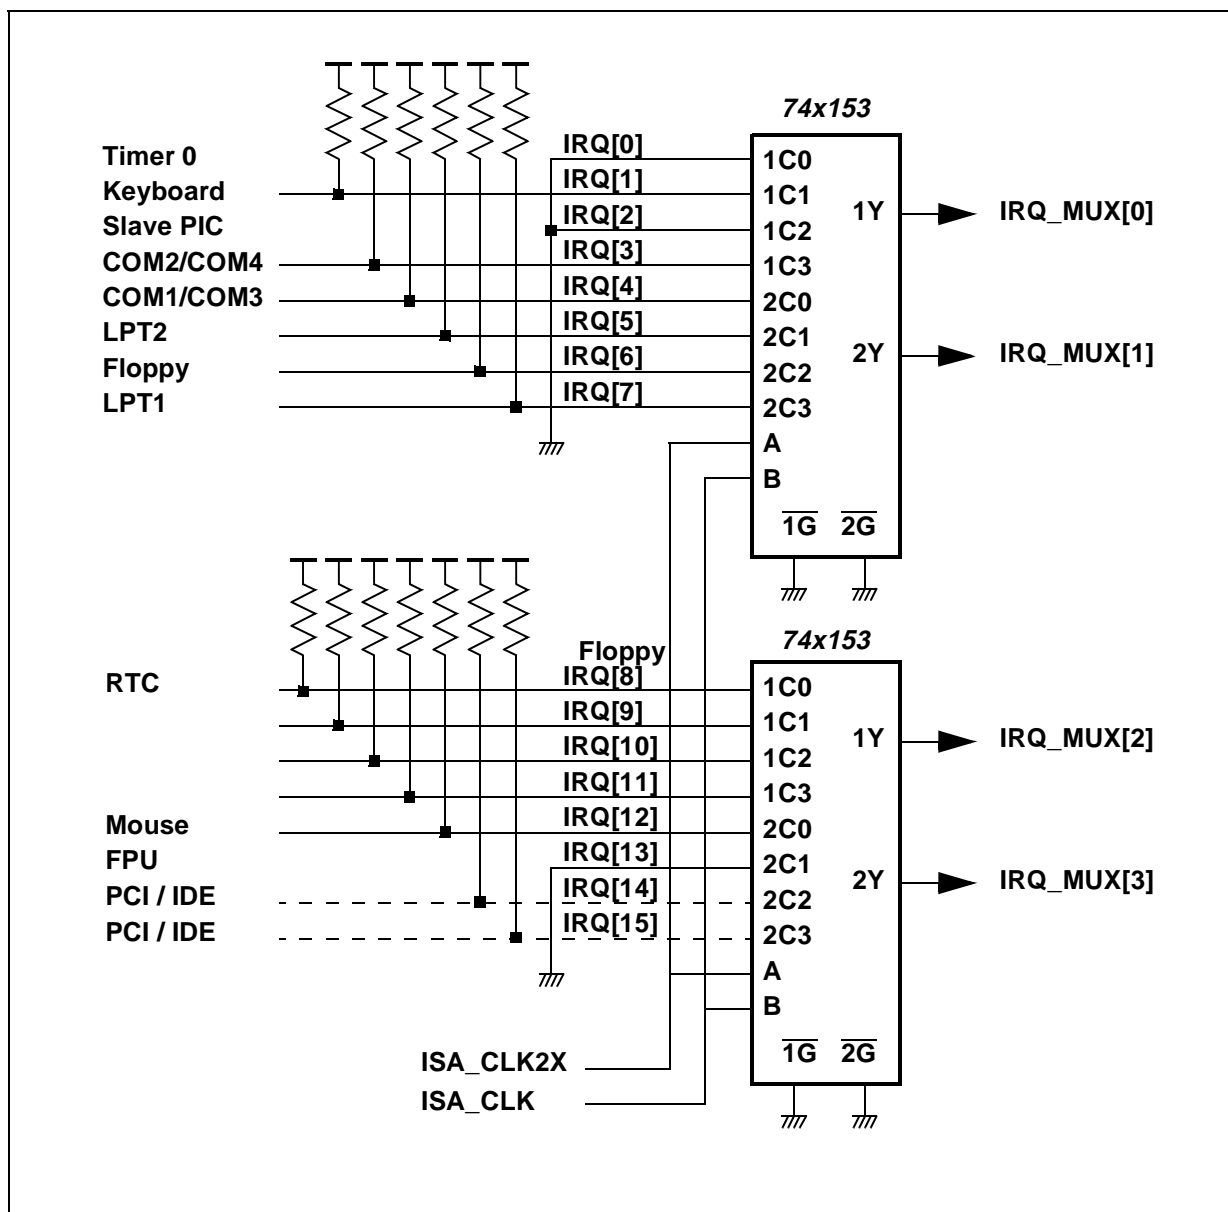 74x153
Timer 0 IRQ[0] 1C0
Keyboard IRQ[1] 1C1
1Y IRQ_MUX[0]
Slave PIC IRQ[2] 1C2
COM2/COM4 IRQ[3] 1C3
COM1/COM3 IRQ[4] 2C0
LPT2 IRQ[5] 2C1
2Y IRQ_MUX[1]
Floppy IRQ[6] 2C2
LPT1 IRQ[7] 2C3
A
B
1G 2G
74x153
Floppy
RTC IRQ[8] 1C0
IRQ[9] 1C1
1Y IRQ_MUX[2]
IRQ[10] 1C2
IRQ[11] 1C3
Mouse IRQ[12] 2C0
FPU IRQ[13] 2C1
2Y IRQ_MUX[3]
PCI / IDE IRQ[14] 2C2
PCI / IDE IRQ[15] 2C3
A
B
1G 2G
ISA_CLK2X
ISA_CLK